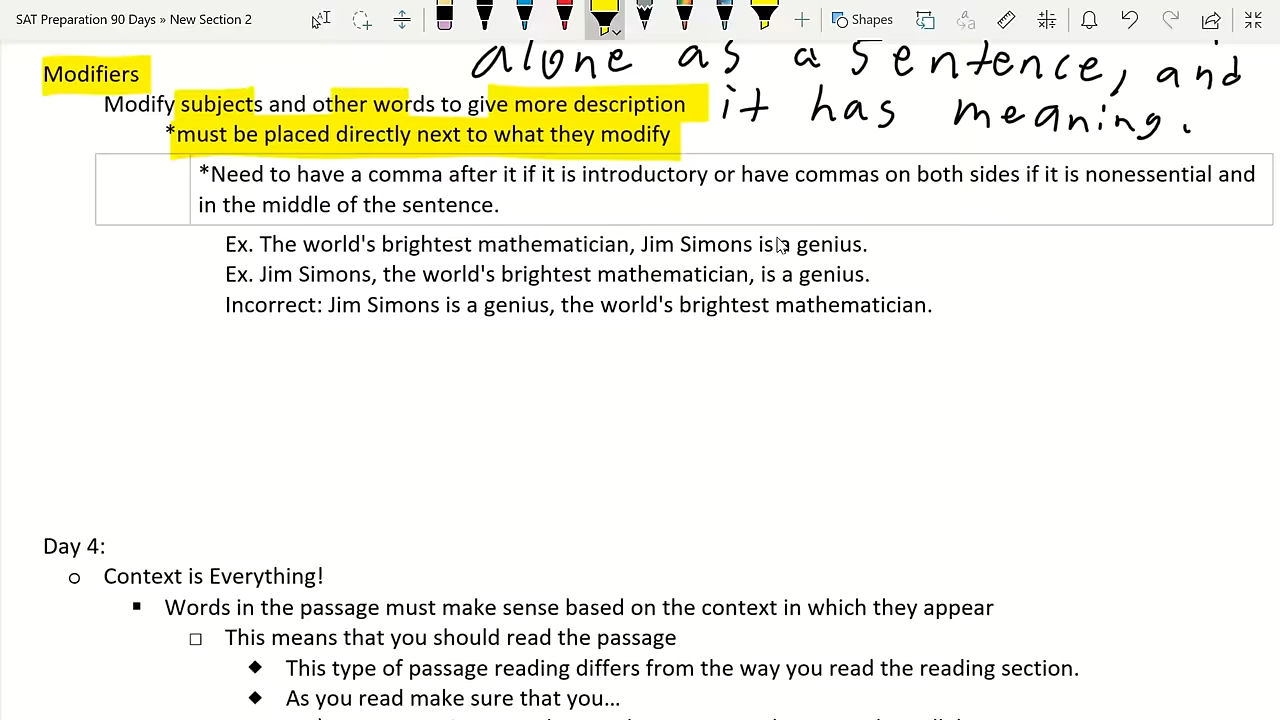 SAT Preparation 90 Days » New Section 2
Shapes
alone as a sentence, and
it has meaning.
Modifiers
Modify subjects and other words to give more description
*must be placed directly next to what they modify
*Need to have a comma after it if it is introductory or have commas on both sides if it is nonessential and
in the middle of the sentence.
Ex. The world's brightest mathematician, Jim Simons is a genius.
Ex. Jim Simons, the world's brightest mathematician, is a genius.
Incorrect: Jim Simons is a genius, the world's brightest mathematician.
Day 4:
Context is Everything!
Words in the passage must make sense based on the context in which they appear
This means that you should read the passage
This type of passage reading differs from the way you read the reading section.
As you read make sure that you…